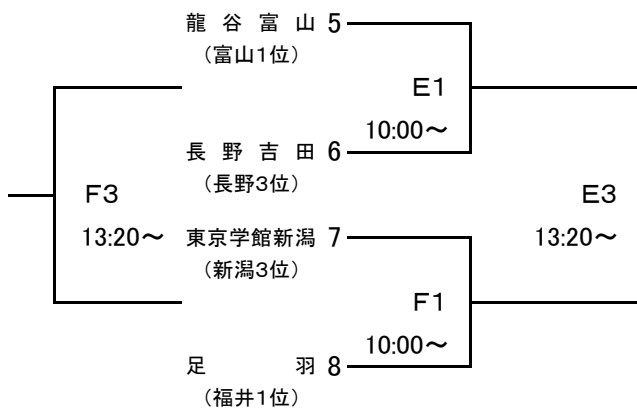 龍谷富山 5
（富山1位）
E1
10:00～
長野吉田 6
（長野3位）
F3
13:20～
E3
13:20～
東京学館新潟 7
（新潟3位）
F1
10:00～
足羽 8
（福井1位）